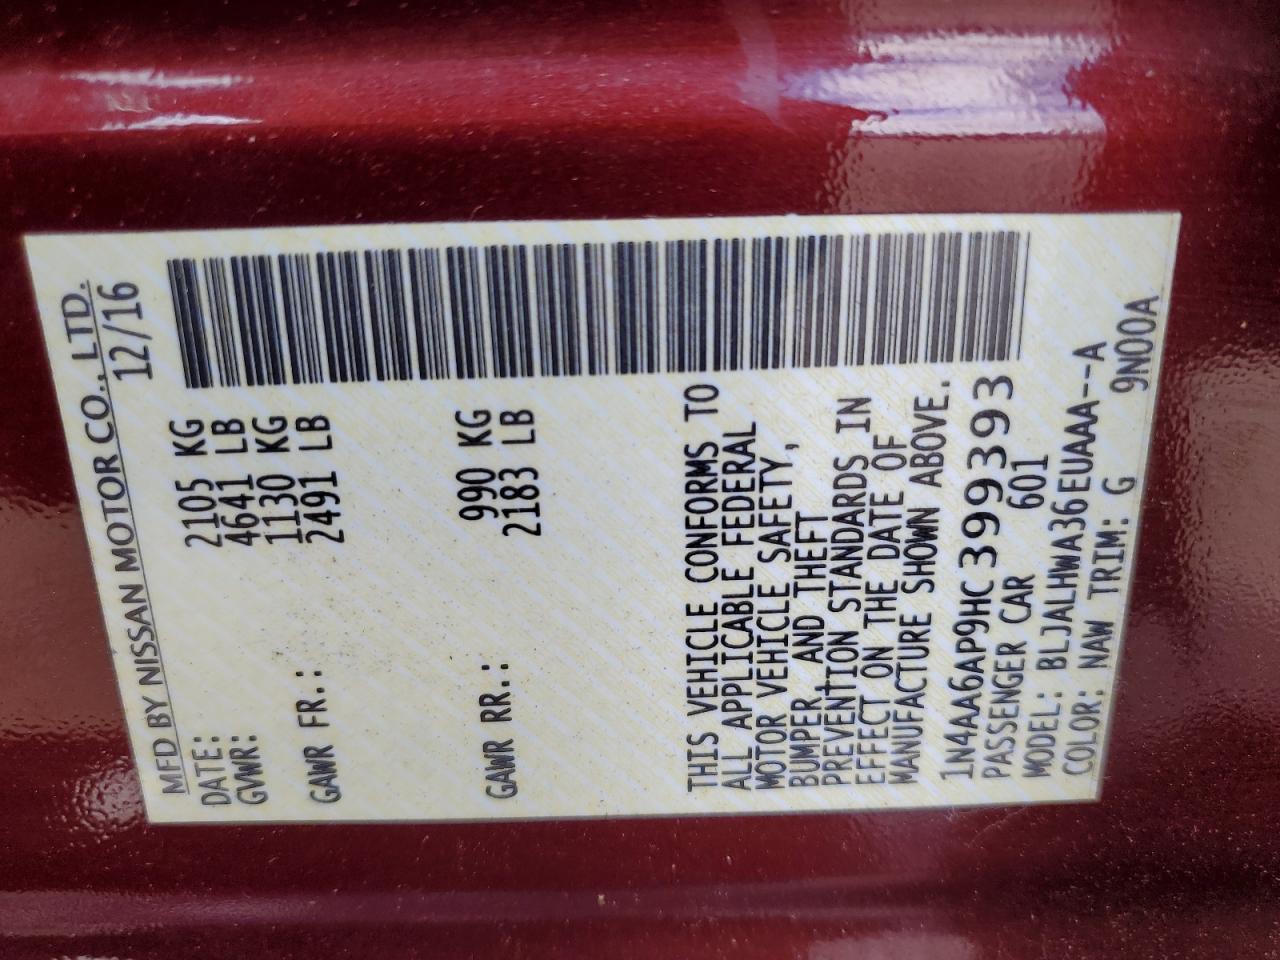 MFD BY NISSAN MOTOR CO., LTD.
DATE: 12/16
GVWR: 2105 KG
4641 LB
GAWR FR.: 1130 KG
2491 LB
GAWR RR.: 990 KG
2183 LB
THIS VEHICLE CONFORMS TO
ALL APPLICABLE FEDERAL
MOTOR VEHICLE SAFETY,
BUMPER, AND THEFT
PREVENTION STANDARDS IN
EFFECT ON THE DATE OF
MANUFACTURE SHOWN ABOVE.
1N4AA6AP9HC399393
PASSENGER CAR 601
MODEL: BLJALHWA36EUAAA--A
COLOR: NAW TRIM: G 9N00A